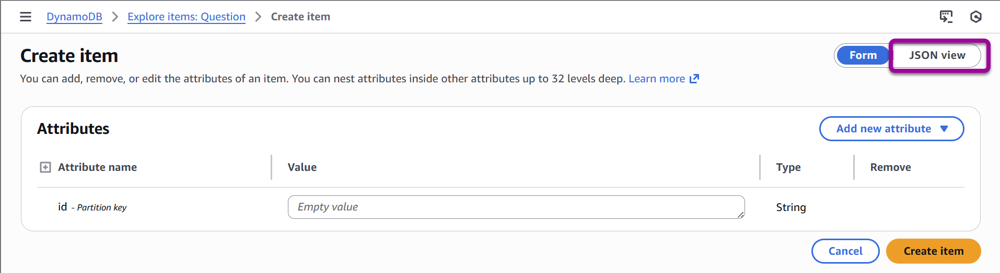 DynamoDB > Explore items: Question > Create item
Create item
Form JSON view
You can add, remove, or edit the attributes of an item. You can nest attributes inside other attributes up to 32 levels deep. Learn more
Attributes
Add new attribute
Attribute name Value Type Remove
id - Partition key Empty value String
Cancel Create item